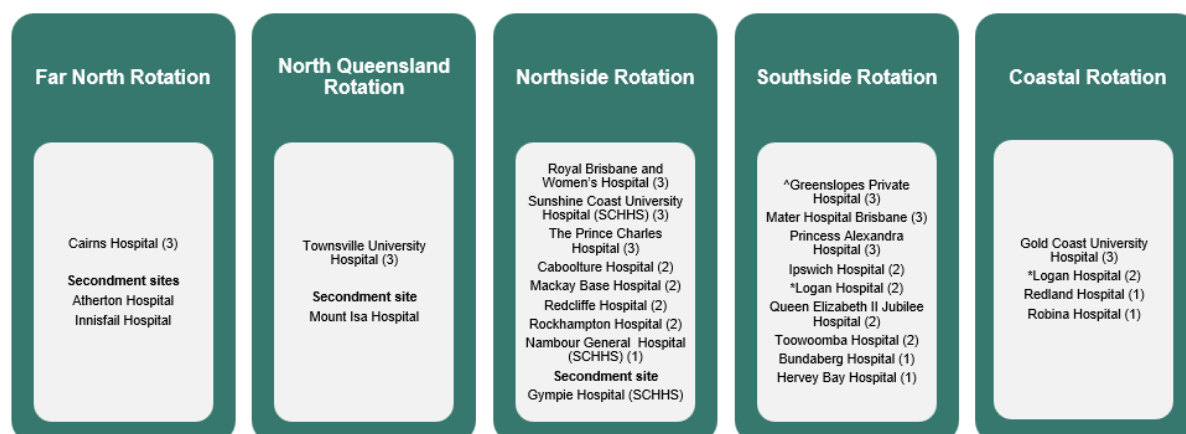 Far North Rotation
Cairns Hospital (3)
Secondment sites
Atherton Hospital
Innisfail Hospital
North Queensland
Rotation
Townsville University
Hospital (3)
Secondment site
Mount Isa Hospital
Northside Rotation
Royal Brisbane and
Women's Hospital (3)
Sunshine Coast University
Hospital (SCHHS) (3)
The Prince Charles
Hospital (3)
Caboolture Hospital (2)
Mackay Base Hospital (2)
Redcliffe Hospital (2)
Rockhampton Hospital (2)
Nambour General Hospital
(SCHHS) (1)
Secondment site
Gympie Hospital (SCHHS)
Southside Rotation
^Greenslopes Private
Hospital (3)
Mater Hospital Brisbane (3)
Princess Alexandra
Hospital (3)
Ipswich Hospital (2)
*Logan Hospital (2)
Queen Elizabeth II Jubilee
Hospital (2)
Toowoomba Hospital (2)
Bundaberg Hospital (1)
Hervey Bay Hospital (1)
Coastal Rotation
Gold Coast University
Hospital (3)
*Logan Hospital (2)
Redland Hospital (1)
Robina Hospital (1)